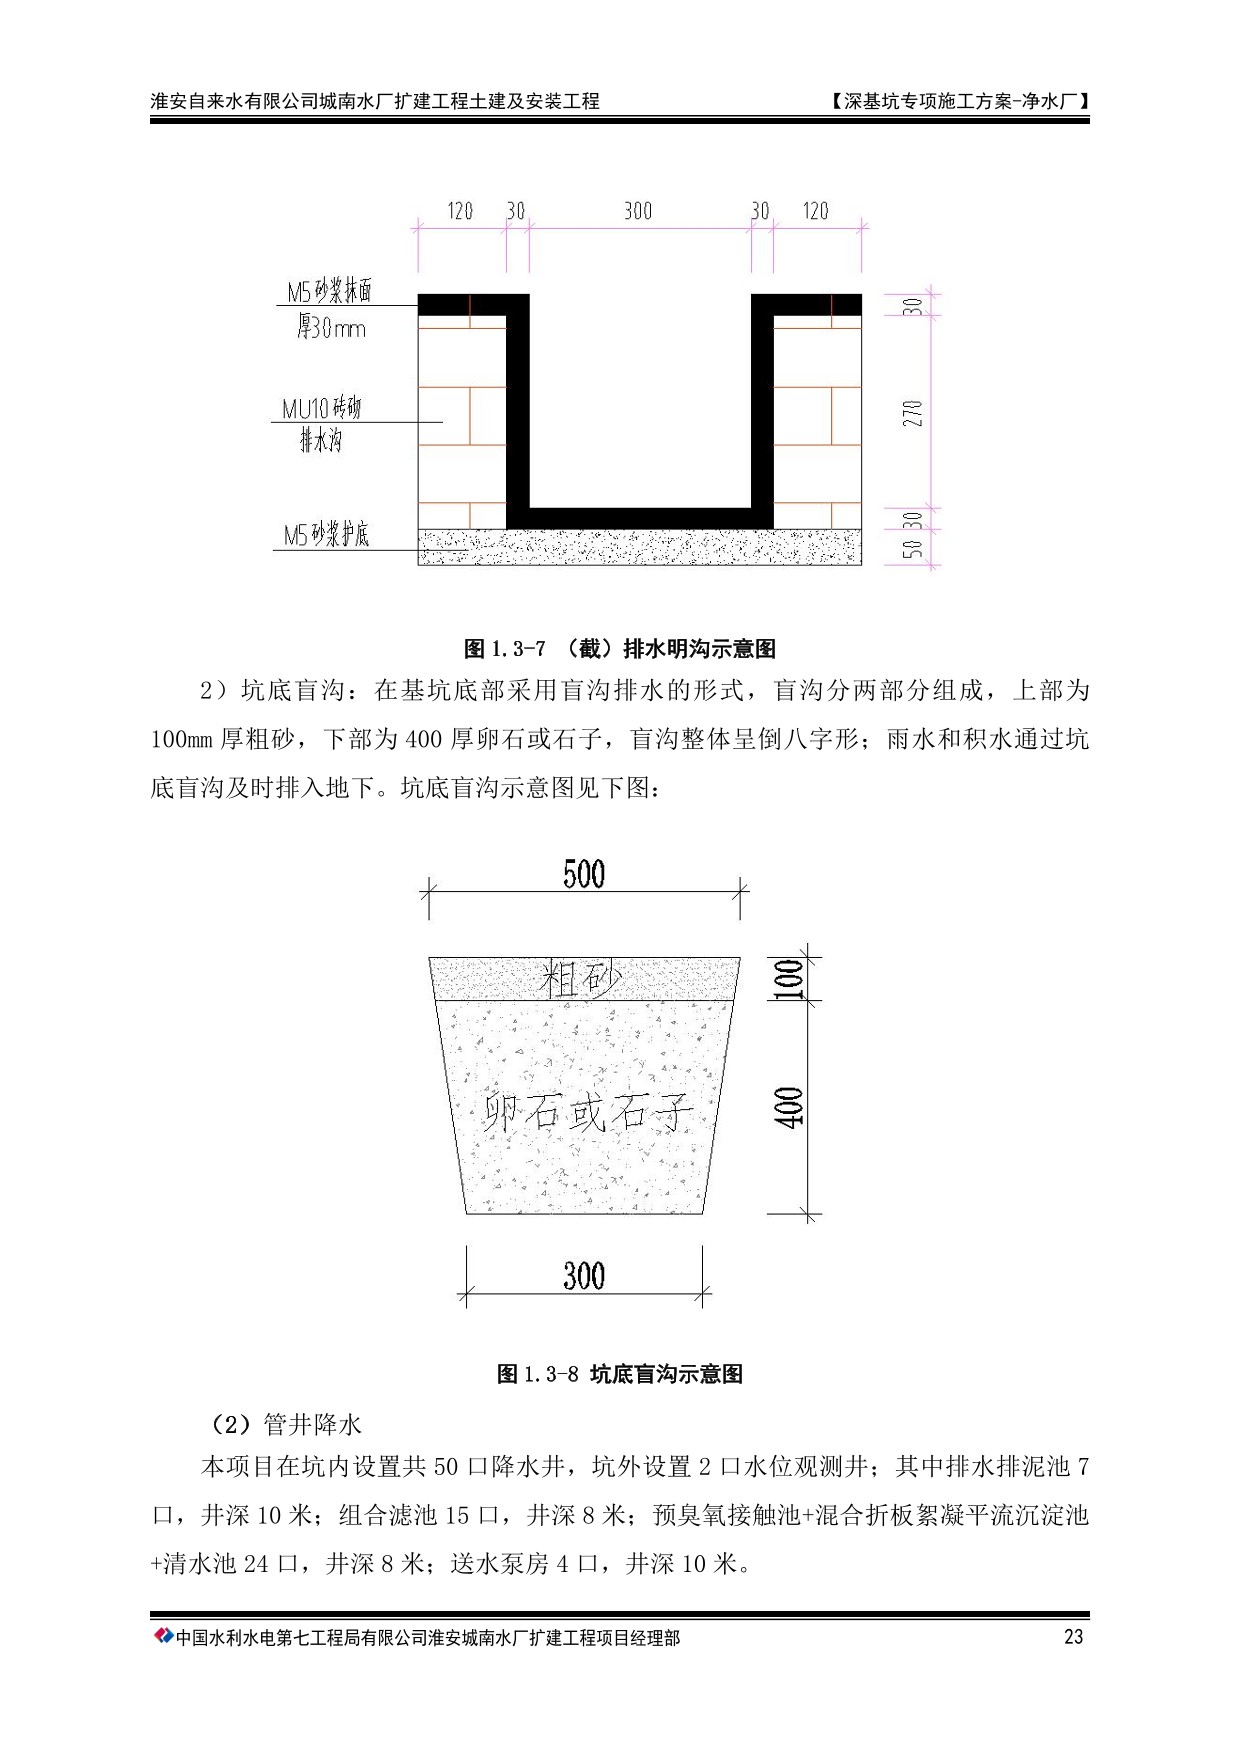 淮安自来水有限公司城南水厂扩建工程土建及安装工程 【深基坑专项施工方案-净水厂】
120 30 300 30 120
M5砂浆抹面
厚30mm
30
MU10砖砌
排水沟
270
M5砂浆护底
30
50
图 1.3-7 （截）排水明沟示意图
2）坑底盲沟：在基坑底部采用盲沟排水的形式，盲沟分两部分组成，上部为
100mm 厚粗砂，下部为 400 厚卵石或石子，盲沟整体呈倒八字形；雨水和积水通过坑
底盲沟及时排入地下。坑底盲沟示意图见下图：
500
粗砂
100
卵石或石子
400
300
图 1.3-8 坑底盲沟示意图
（2）管井降水
本项目在坑内设置共 50 口降水井，坑外设置 2 口水位观测井；其中排水排泥池 7
口，井深 10 米；组合滤池 15 口，井深 8 米；预臭氧接触池+混合折板絮凝平流沉淀池
+清水池 24 口，井深 8 米；送水泵房 4 口，井深 10 米。
中国水利水电第七工程局有限公司淮安城南水厂扩建工程项目经理部 23